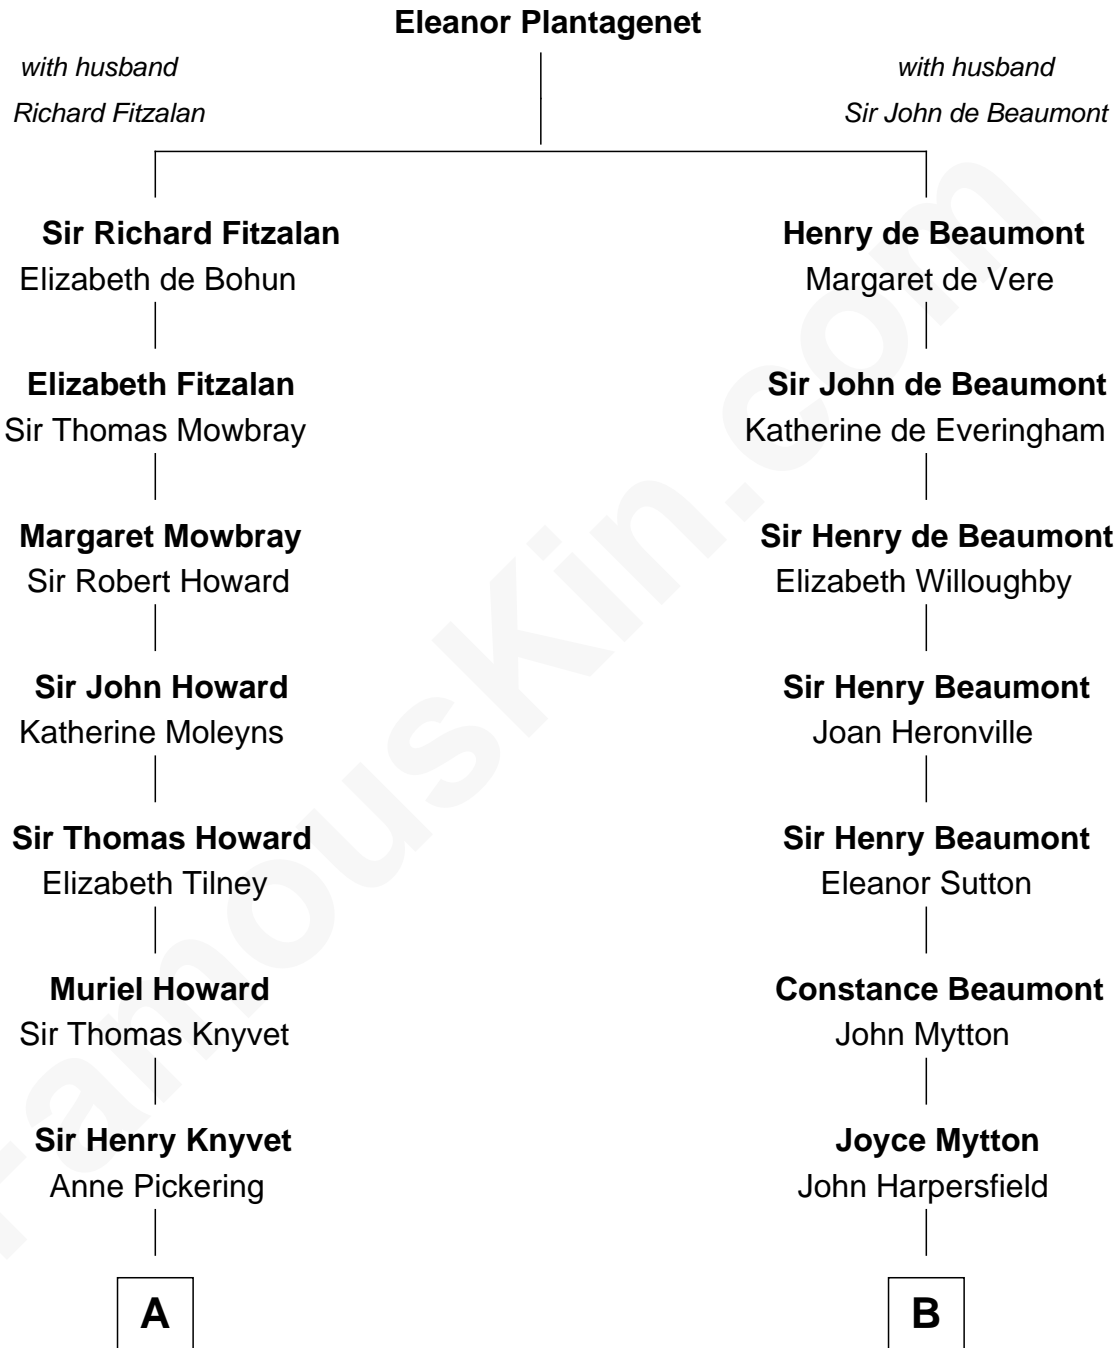 Eleanor Plantagenet
with husband
Richard Fitzalan
with husband
Sir John de Beaumont
Sir Richard Fitzalan
Elizabeth de Bohun
Henry de Beaumont
Margaret de Vere
Elizabeth Fitzalan
Sir Thomas Mowbray
Sir John de Beaumont
Katherine de Everingham
Margaret Mowbray
Sir Robert Howard
Sir Henry de Beaumont
Elizabeth Willoughby
Sir John Howard
Katherine Moleyns
Sir Henry Beaumont
Joan Heronville
Sir Thomas Howard
Elizabeth Tilney
Sir Henry Beaumont
Eleanor Sutton
Muriel Howard
Sir Thomas Knyvet
Constance Beaumont
John Mytton
Sir Henry Knyvet
Anne Pickering
Joyce Mytton
John Harpersfield
A
B
FamousKin.com